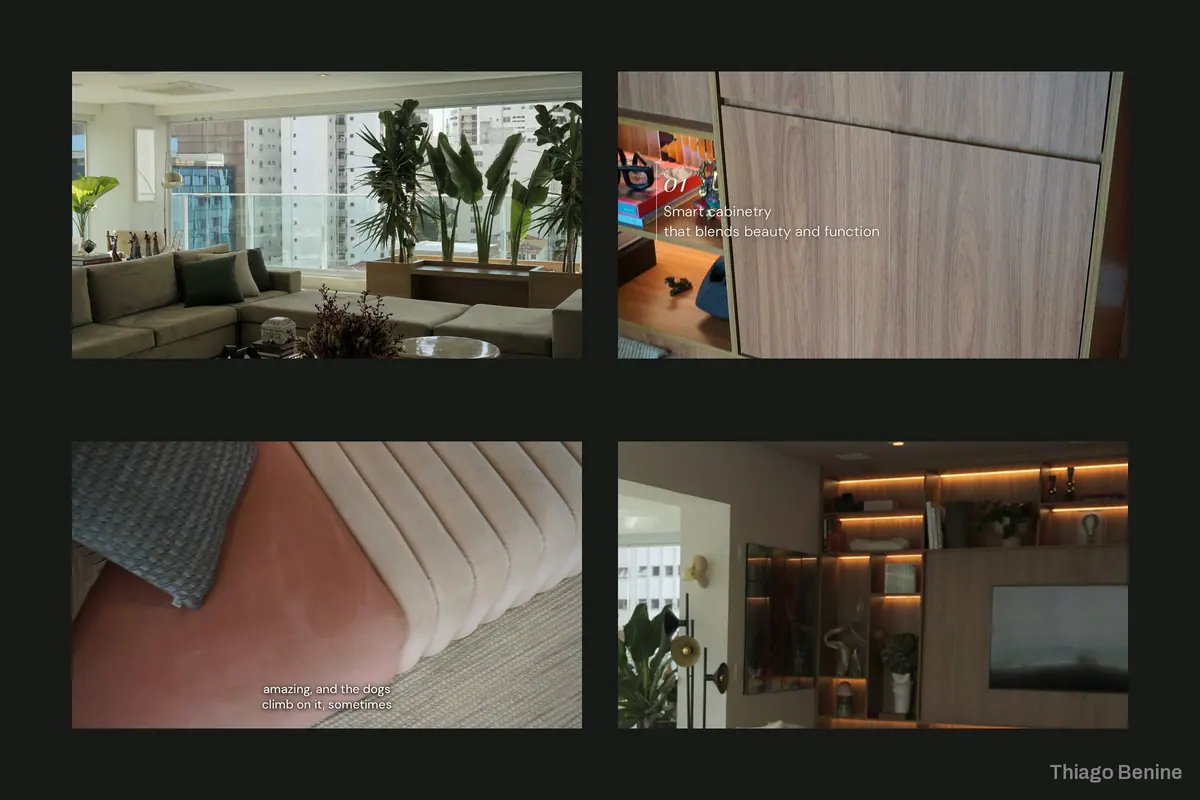 01
Smart cabinetry
that blends beauty and function
amazing, and the dogs
climb on it, sometimes
Thiago Benine